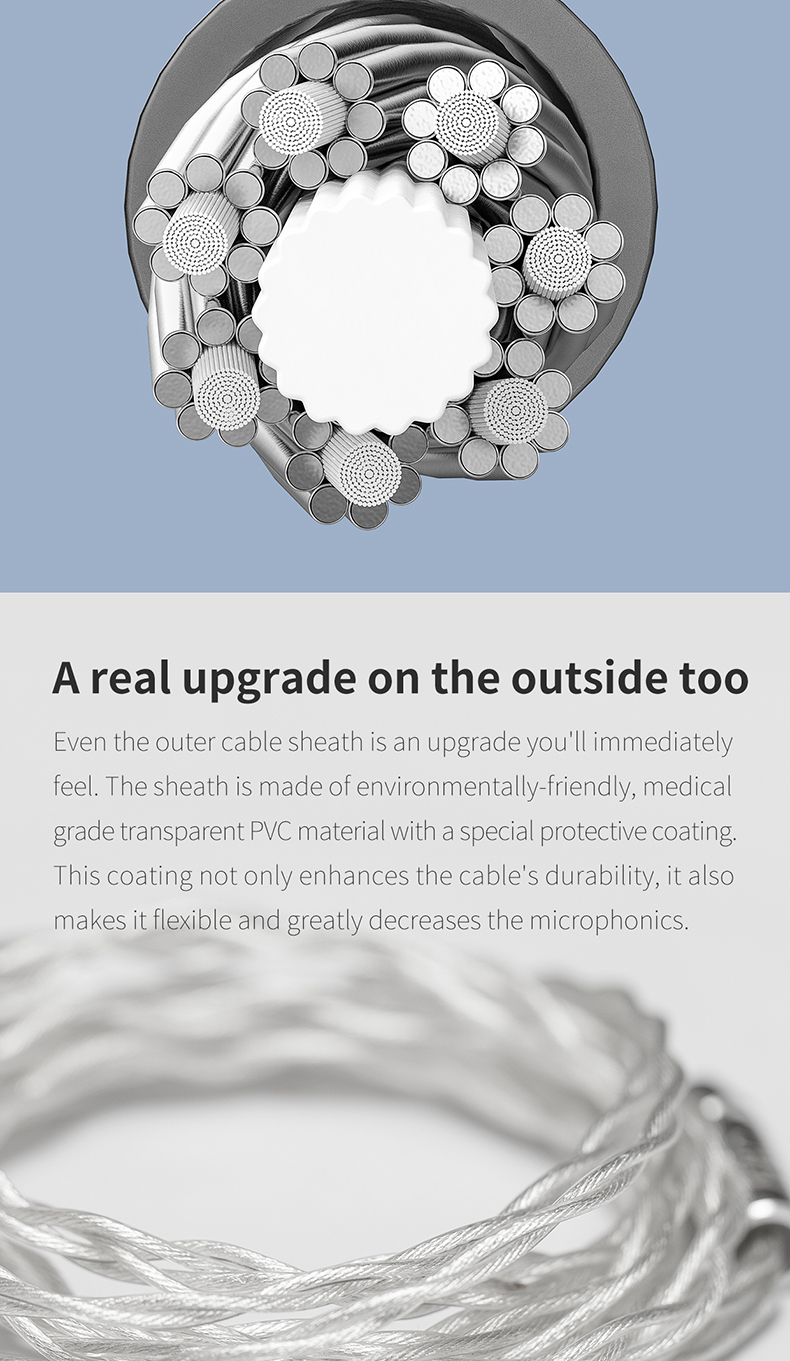 A real upgrade on the outside too
Even the outer cable sheath is an upgrade you'll immediately
feel. The sheath is made of environmentally-friendly, medical
grade transparent PVC material with a special protective coating.
This coating not only enhances the cable's durability, it also
makes it flexible and greatly decreases the microphonics.